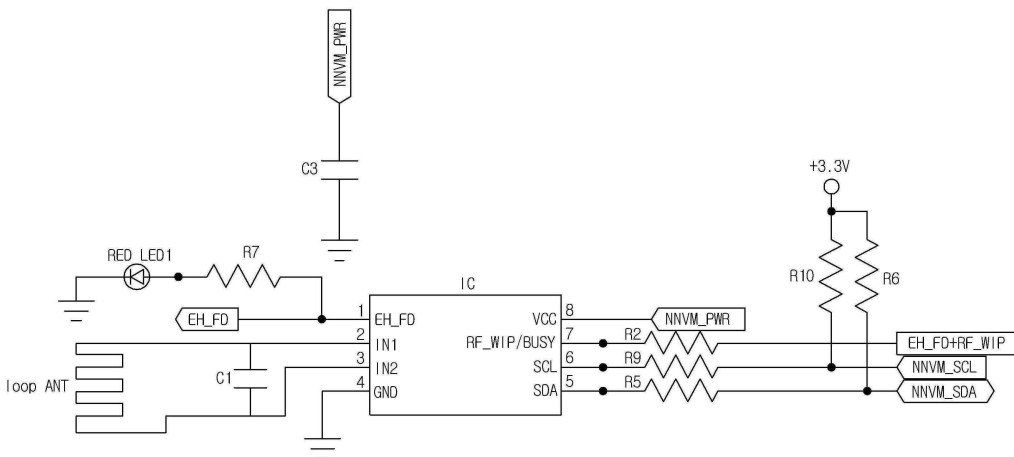 NNVM_PWR
C3
+3.3V
RED LED1
R7
R10
R6
IC
EH_FD
1
EH_FD
VCC
8
NNVM_PWR
2
IN1
RF_WIP/BUSY
7
R2
EH_FD+RF_WIP
3
IN2
SCL
6
R9
NNVM_SCL
loop ANT
C1
4
GND
SDA
5
R5
NNVM_SDA